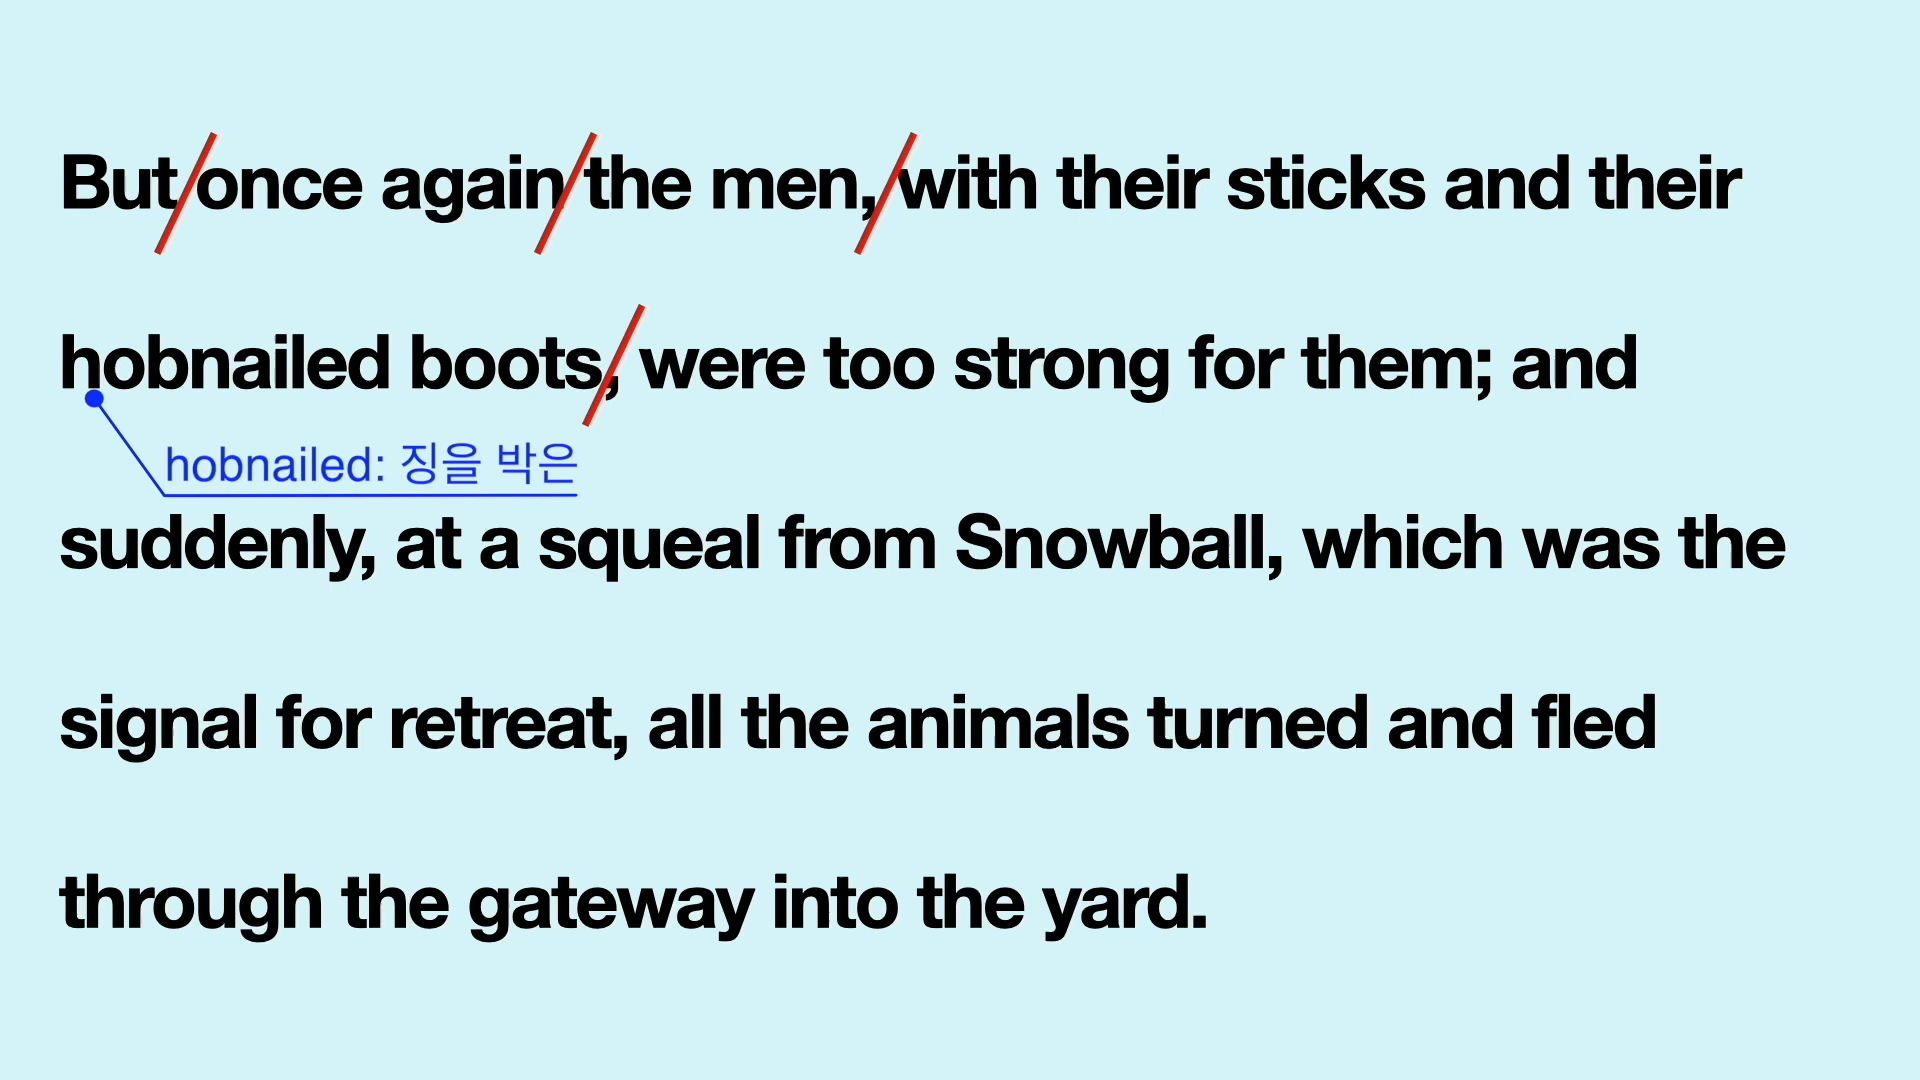 But once again the men, with their sticks and their
hobnailed boots, were too strong for them; and
hobnailed: 징을 박은
suddenly, at a squeal from Snowball, which was the
signal for retreat, all the animals turned and fled
through the gateway into the yard.